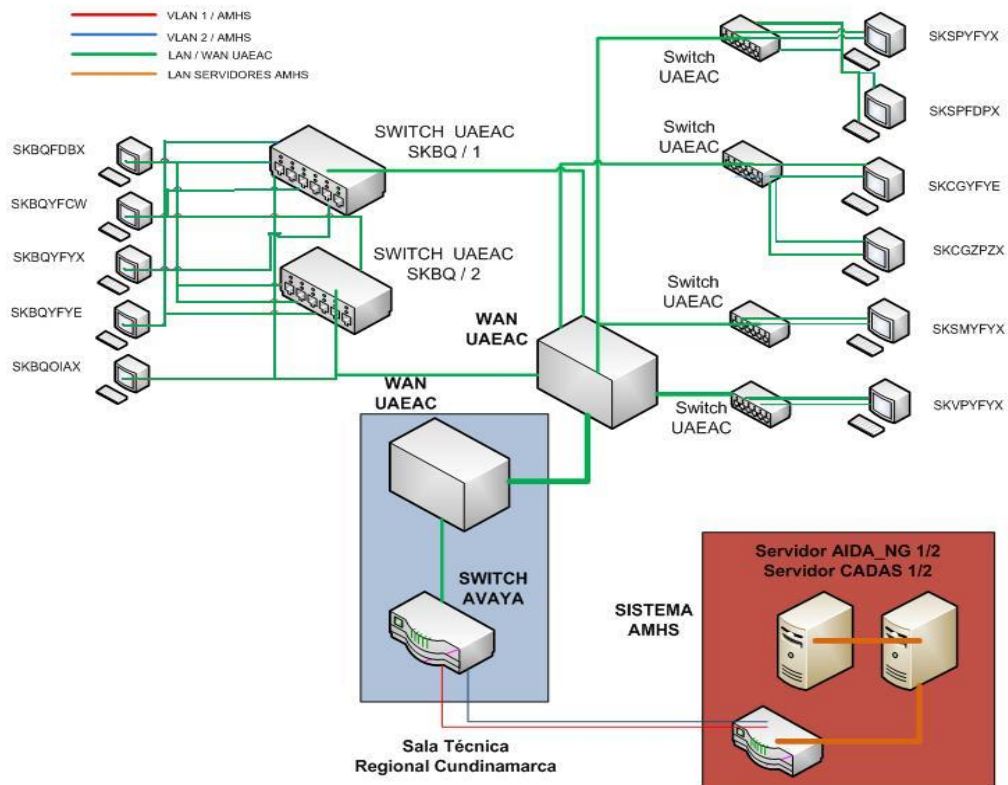 VLAN 1 / AMHS
VLAN 2 / AMHS
LAN / WAN UAEAC
LAN SERVIDORES AMHS
SKBQFDBX
SKBQYFCW
SKBQYFYX
SKBQYFYE
SKBQOIAX
SWITCH UAEAC
SKBQ / 1
SWITCH UAEAC
SKBQ / 2
Switch
UAEAC
SKSPYFYX
SKSPFDPX
Switch
UAEAC
SKCGYFYE
SKCGZPZX
Switch
UAEAC
SKSMYFYX
Switch
UAEAC
SKVPYFYX
WAN
UAEAC
WAN
UAEAC
SWITCH
AVAYA
Sala Técnica
Regional Cundinamarca
SISTEMA
AMHS
Servidor AIDA_NG 1/2
Servidor CADAS 1/2